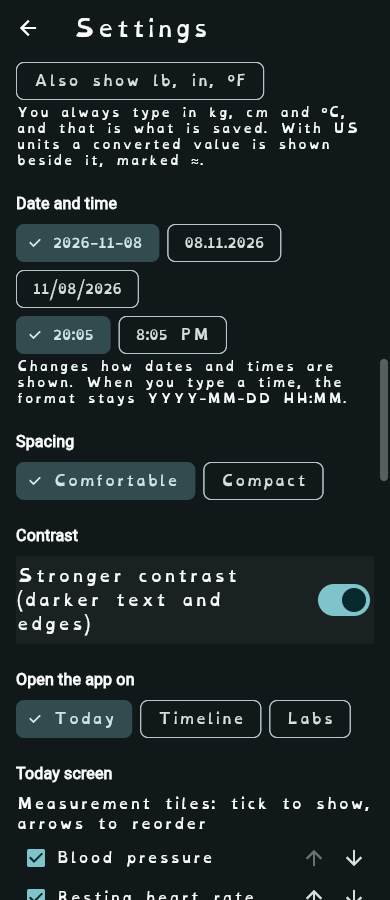 Settings
Also show lb, in, °F
You always type in kg, cm and °C,
and that is what is saved. With US
units a converted value is shown
beside it, marked ≈.
Date and time
2026-11-08
08.11.2026
11/08/2026
20:05
8:05 PM
Changes how dates and times are
shown. When you type a time, the
format stays YYYY-MM-DD HH:MM.
Spacing
Comfortable
Compact
Contrast
Stronger contrast
(darker text and
edges)
Open the app on
Today
Timeline
Labs
Today screen
Measurement tiles: tick to show,
arrows to reorder
Blood pressure
Resting heart rate